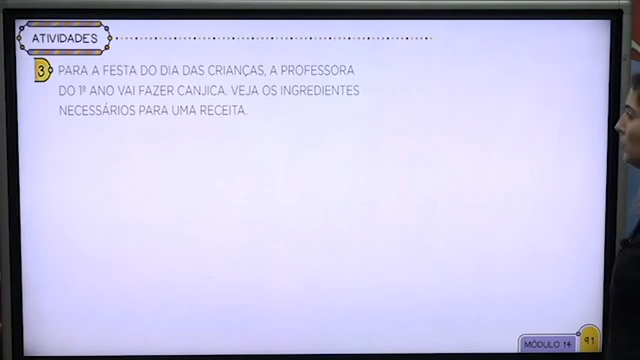 ATIVIDADES
3 PARA A FESTA DO DIA DAS CRIANÇAS, A PROFESSORA
DO 1º ANO VAI FAZER CANJICA. VEJA OS INGREDIENTES
NECESSÁRIOS PARA UMA RECEITA.
MÓDULO 14 91